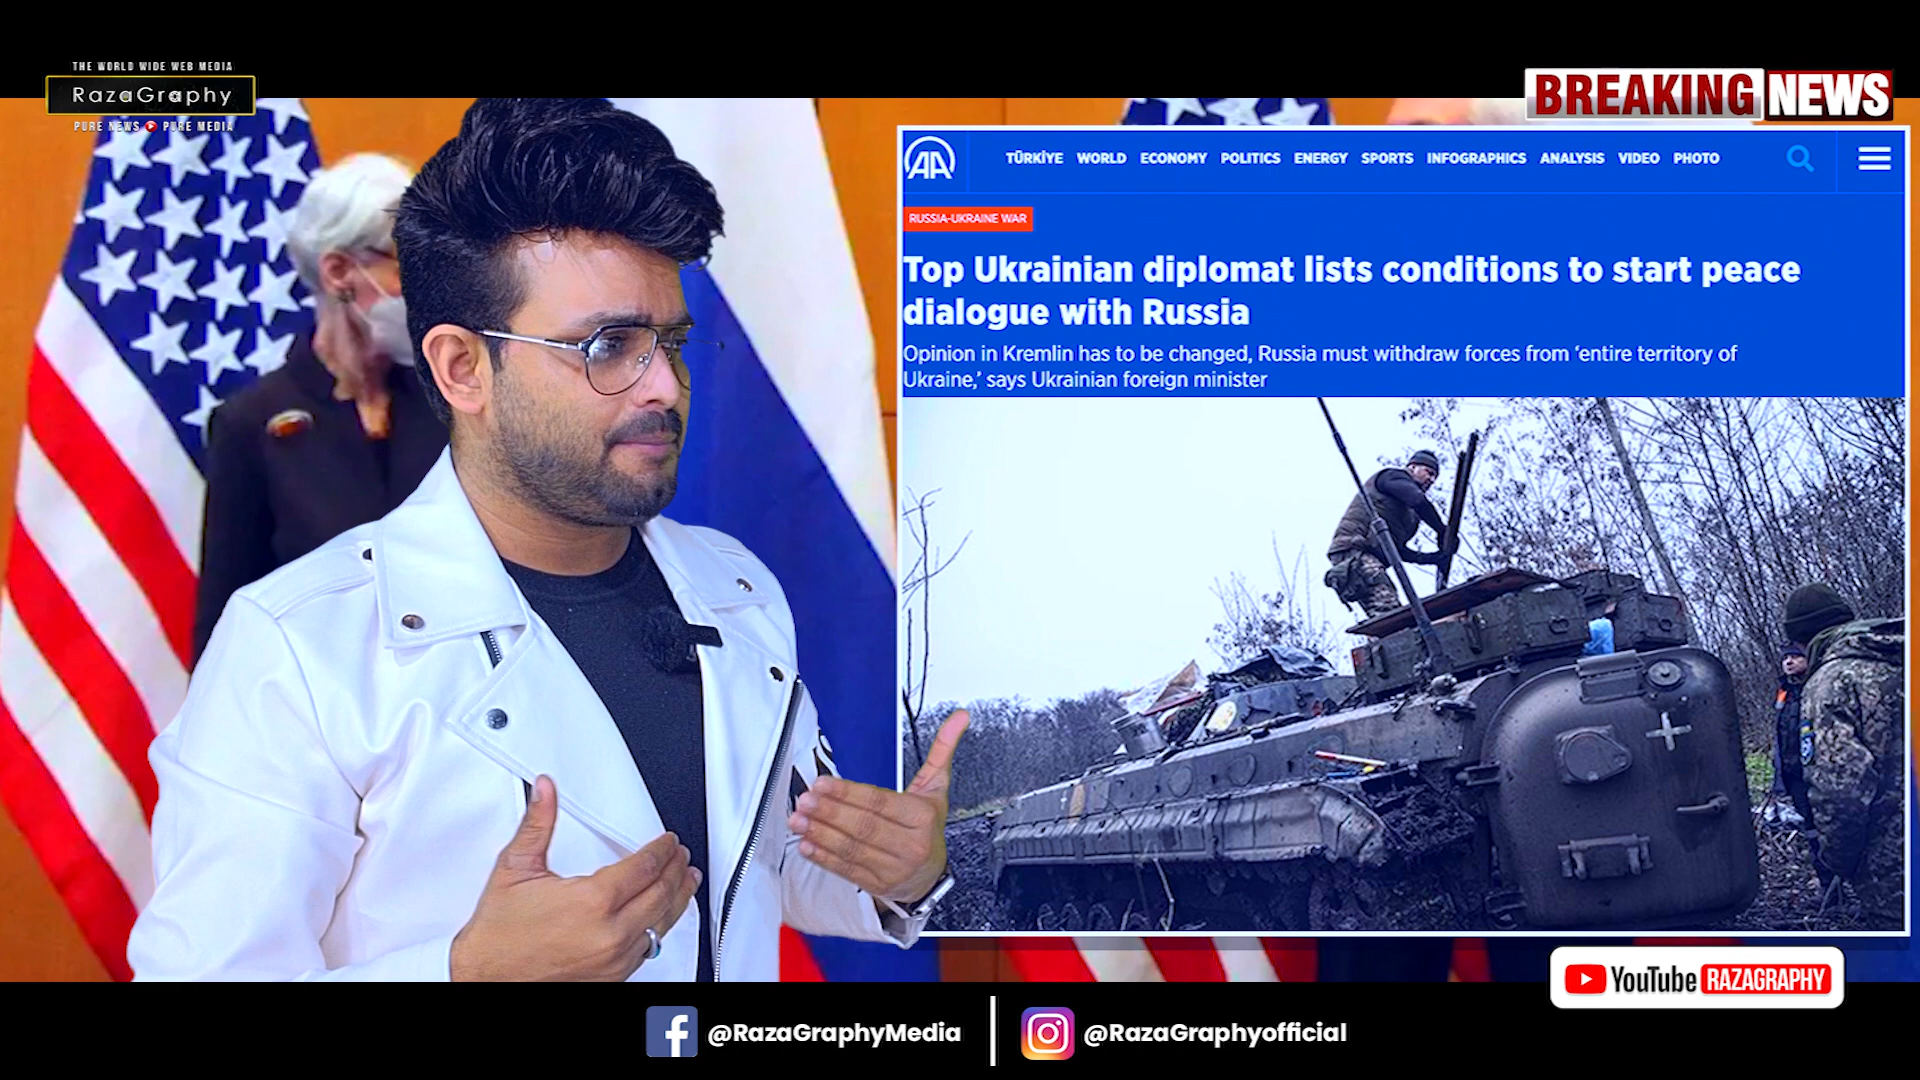 THE WORLD WIDE WEB MEDIA
RazaGraphy
PURE NEWS PURE MEDIA
BREAKING NEWS
AA
TÜRKİYE WORLD ECONOMY POLITICS ENERGY SPORTS INFOGRAPHICS ANALYSIS VIDEO PHOTO
RUSSIA-UKRAINE WAR
Top Ukrainian diplomat lists conditions to start peace
dialogue with Russia
Opinion in Kremlin has to be changed, Russia must withdraw forces from ‘entire territory of
Ukraine,’ says Ukrainian foreign minister
YouTube RAZAGRAPHY
@RazaGraphyMedia
@RazaGraphyofficial